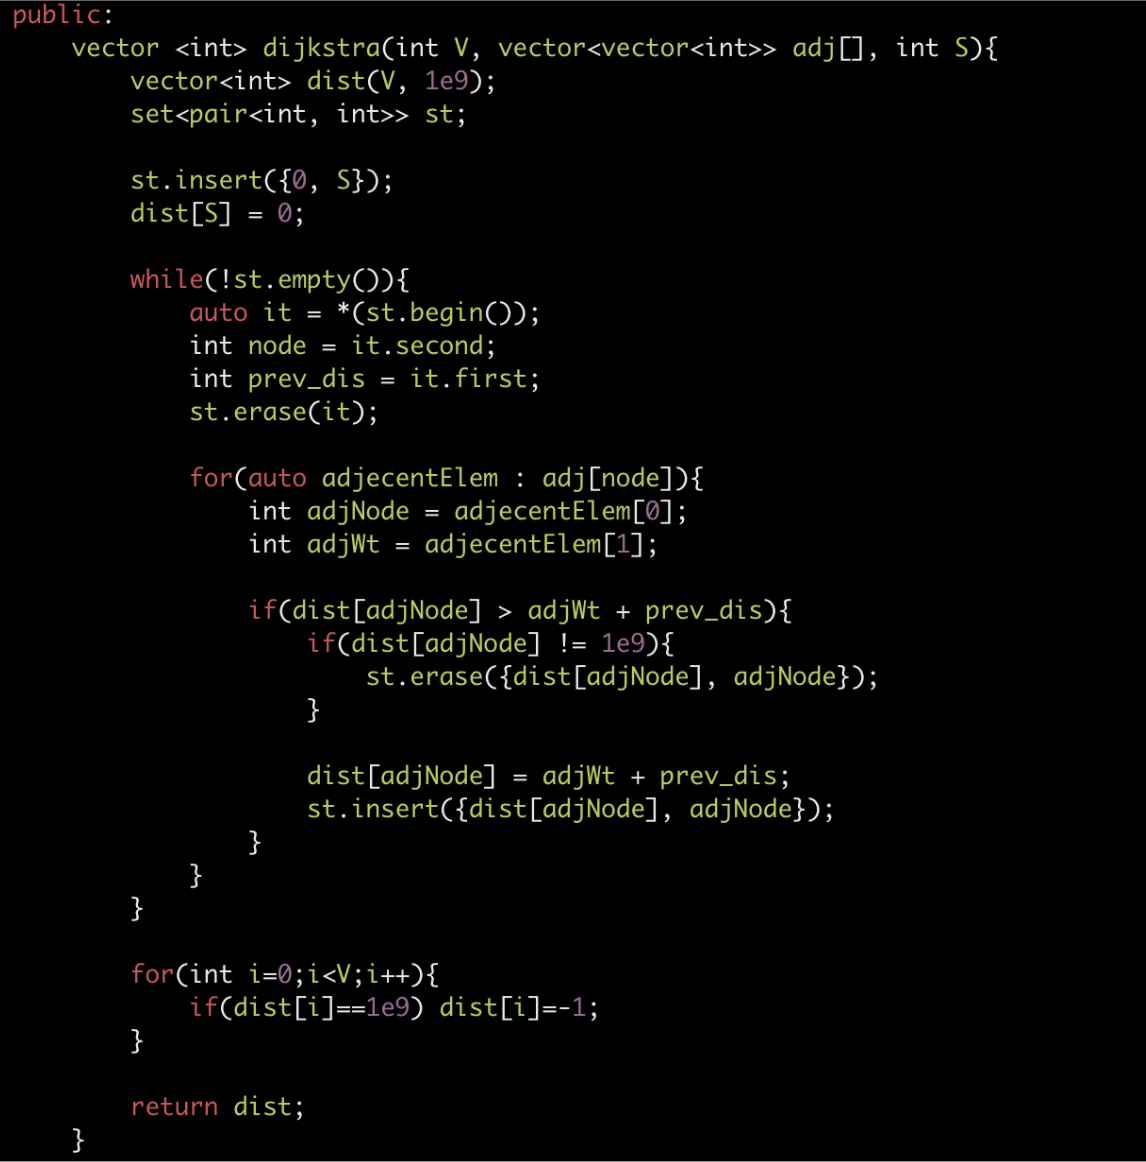 public:
    vector <int> dijkstra(int V, vector<vector<int>> adj[], int S){
        vector<int> dist(V, 1e9);
        set<pair<int, int>> st;

        st.insert({0, S});
        dist[S] = 0;

        while(!st.empty()){
            auto it = *(st.begin());
            int node = it.second;
            int prev_dis = it.first;
            st.erase(it);

            for(auto adjecentElem : adj[node]){
                int adjNode = adjecentElem[0];
                int adjWt = adjecentElem[1];

                if(dist[adjNode] > adjWt + prev_dis){
                    if(dist[adjNode] != 1e9){
                        st.erase({dist[adjNode], adjNode});
                    }

                    dist[adjNode] = adjWt + prev_dis;
                    st.insert({dist[adjNode], adjNode});
                }
            }
        }

        for(int i=0;i<V;i++){
            if(dist[i]==1e9) dist[i]=-1;
        }

        return dist;
    }